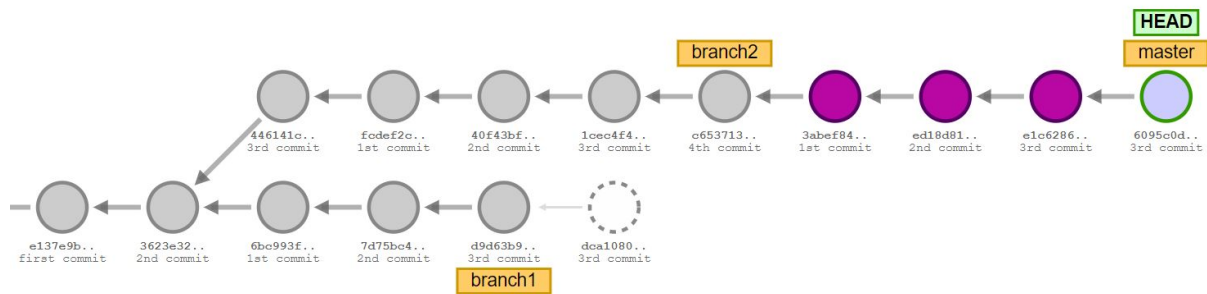 HEAD
branch2
master
446141c..
3rd commit
fcdef2c..
1st commit
40f43bf..
2nd commit
1cec4f4..
3rd commit
c653713..
4th commit
3abef84..
1st commit
ed18d81..
2nd commit
e1c6286..
3rd commit
6095c0d..
3rd commit
e137e9b..
first commit
3623e32..
2nd commit
6bc993f..
1st commit
7d75bc4..
2nd commit
d9d63b9..
3rd commit
dca1080..
3rd commit
branch1